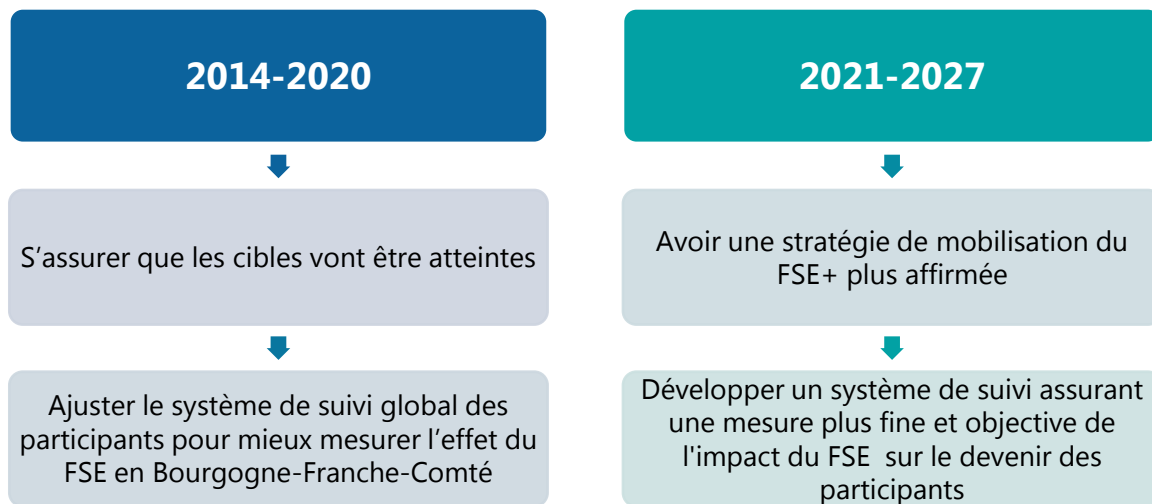 2014-2020
S’assurer que les cibles vont être atteintes
Ajuster le système de suivi global des
participants pour mieux mesurer l’effet du
FSE en Bourgogne-Franche-Comté
2021-2027
Avoir une stratégie de mobilisation du
FSE+ plus affirmée
Développer un système de suivi assurant
une mesure plus fine et objective de
l'impact du FSE sur le devenir des
participants